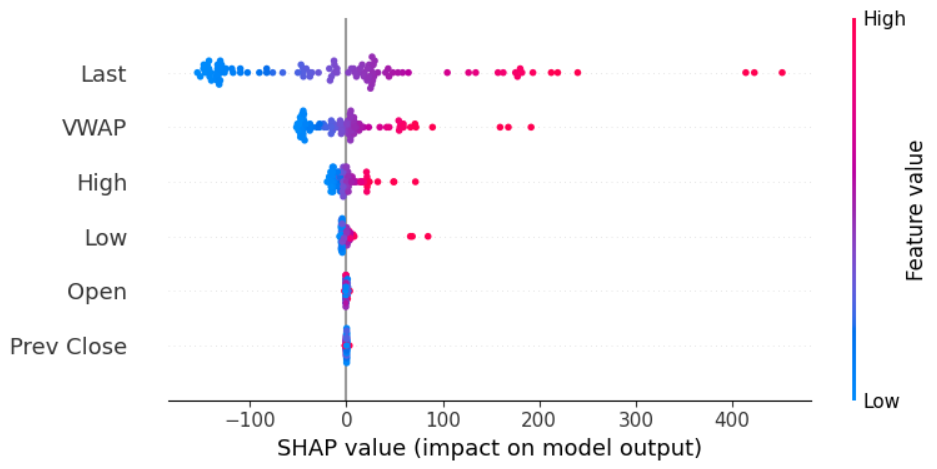 High
Last
VWAP
High
Low
Open
Prev Close
Feature value
Low
−100 0 100 200 300 400
SHAP value (impact on model output)